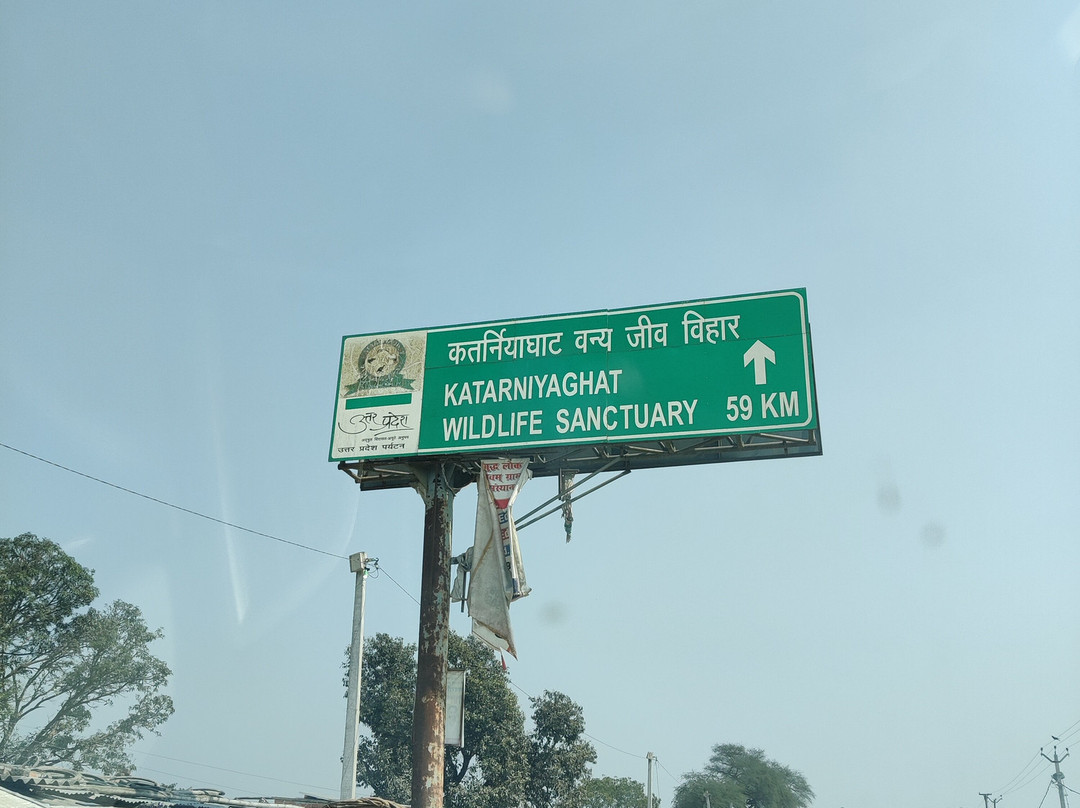 कतर्नियाघाट वन्य जीव विहार
KATARNIYAGHAT
WILDLIFE SANCTUARY 59 KM
उत्तर प्रदेश
उत्तर प्रदेश पर्यटन